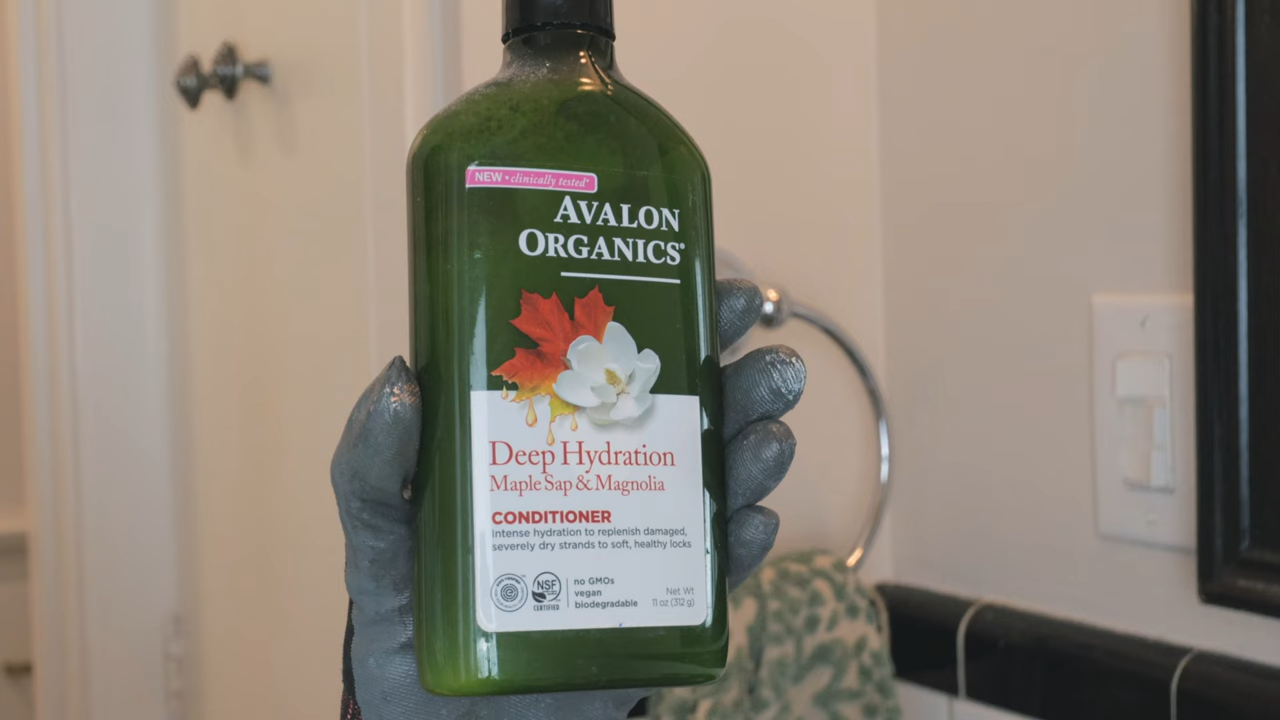 NEW • clinically tested*
AVALON
ORGANICS®
Deep Hydration
Maple Sap & Magnolia
CONDITIONER
Intense hydration to replenish damaged,
severely dry strands to soft, healthy locks
NSF
CERTIFIED
no GMOs
vegan
biodegradable
Net Wt
11 oz (312 g)